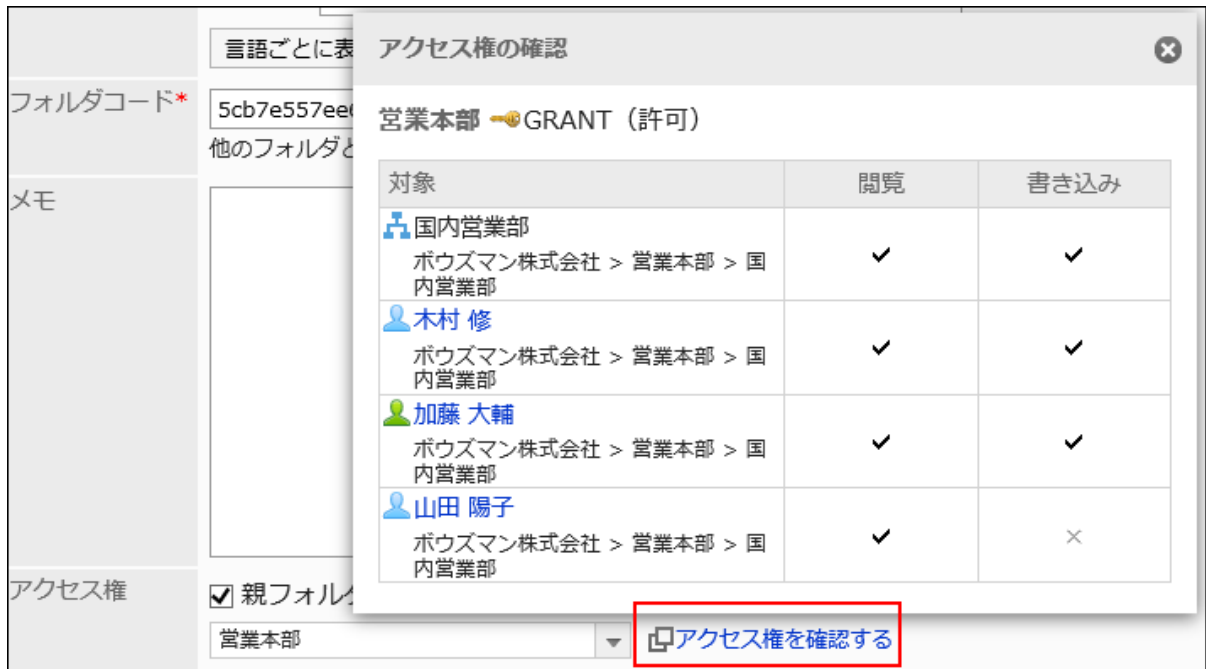 言語ごとに表
アクセス権の確認
フォルダコード*
5cb7e557ee
他のフォルダと
営業本部 GRANT（許可）
対象 閲覧 書き込み
メモ
国内営業部
ボウズマン株式会社 > 営業本部 > 国
内営業部
木村 修
ボウズマン株式会社 > 営業本部 > 国
内営業部
加藤 大輔
ボウズマン株式会社 > 営業本部 > 国
内営業部
山田 陽子
ボウズマン株式会社 > 営業本部 > 国
内営業部
アクセス権
親フォル
営業本部
アクセス権を確認する